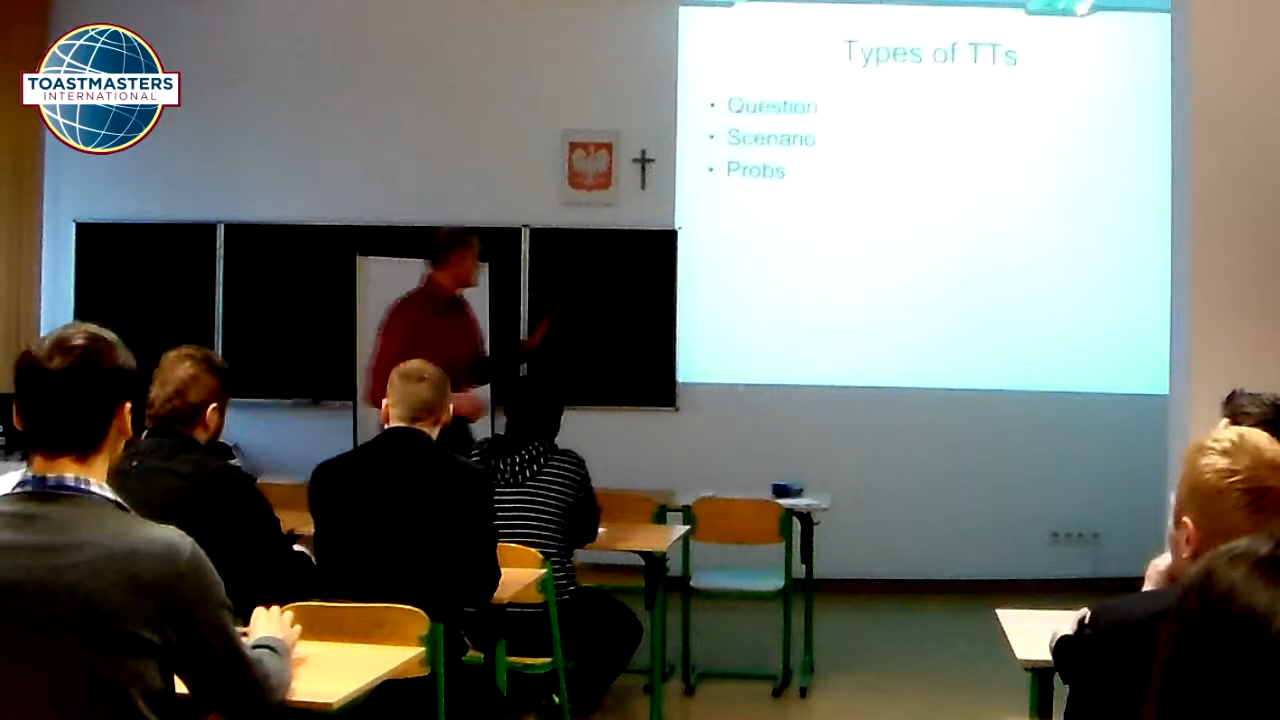 TOASTMASTERS
INTERNATIONAL
Types of TTs
• Question
• Scenario
• Probs